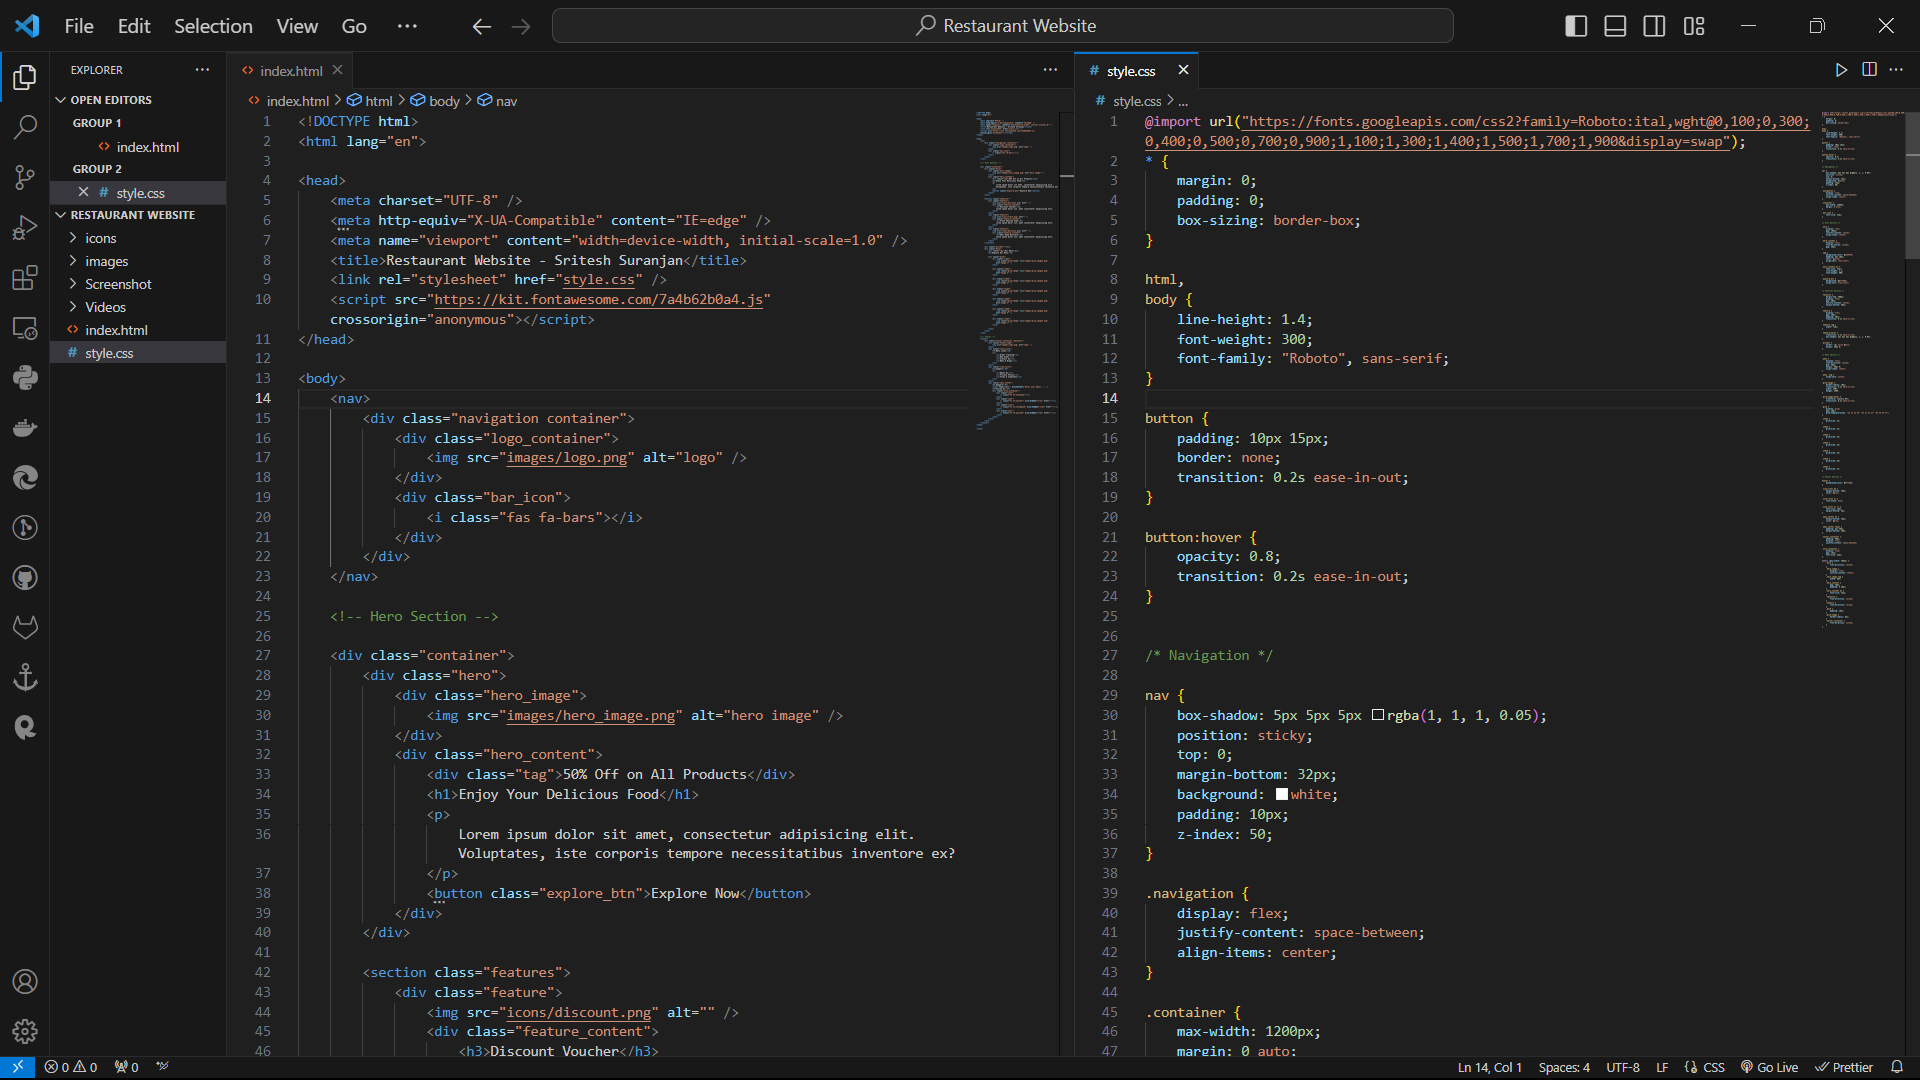 File Edit Selection View Go ··· Restaurant Website
EXPLORER ···
OPEN EDITORS
GROUP 1
index.html
GROUP 2
# style.css
RESTAURANT WEBSITE
icons
images
Screenshot
Videos
index.html
# style.css
index.html ···
index.html > html > body > nav
1 <!DOCTYPE html>
2 <html lang="en">
3
4 <head>
5 <meta charset="UTF-8" />
6 <meta http-equiv="X-UA-Compatible" content="IE=edge" />
7 <meta name="viewport" content="width=device-width, initial-scale=1.0" />
8 <title>Restaurant Website - Sritesh Suranjan</title>
9 <link rel="stylesheet" href="style.css" />
10 <script src="https://kit.fontawesome.com/7a4b62b0a4.js"
crossorigin="anonymous"></script>
11 </head>
12
13 <body>
14 <nav>
15 <div class="navigation container">
16 <div class="logo_container">
17 <img src="images/logo.png" alt="logo" />
18 </div>
19 <div class="bar_icon">
20 <i class="fas fa-bars"></i>
21 </div>
22 </div>
23 </nav>
24
25 <!-- Hero Section -->
26
27 <div class="container">
28 <div class="hero">
29 <div class="hero_image">
30 <img src="images/hero_image.png" alt="hero image" />
31 </div>
32 <div class="hero_content">
33 <div class="tag">50% Off on All Products</div>
34 <h1>Enjoy Your Delicious Food</h1>
35 <p>
36 Lorem ipsum dolor sit amet, consectetur adipisicing elit.
Voluptates, iste corporis tempore necessitatibus inventore ex?
37 </p>
38 <button class="explore_btn">Explore Now</button>
39 </div>
40 </div>
41
42 <section class="features">
43 <div class="feature">
44 <img src="icons/discount.png" alt="" />
45 <div class="feature_content">
46 <h3>Discount Voucher</h3>
# style.css ···
# style.css > ...
1 @import url("https://fonts.googleapis.com/css2?family=Roboto:ital,wght@0,100;0,300;
0,400;0,500;0,700;0,900;1,100;1,300;1,400;1,500;1,700;1,900&display=swap");
2 * {
3 margin: 0;
4 padding: 0;
5 box-sizing: border-box;
6 }
7
8 html,
9 body {
10 line-height: 1.4;
11 font-weight: 300;
12 font-family: "Roboto", sans-serif;
13 }
14
15 button {
16 padding: 10px 15px;
17 border: none;
18 transition: 0.2s ease-in-out;
19 }
20
21 button:hover {
22 opacity: 0.8;
23 transition: 0.2s ease-in-out;
24 }
25
26
27 /* Navigation */
28
29 nav {
30 box-shadow: 5px 5px 5px rgba(1, 1, 1, 0.05);
31 position: sticky;
32 top: 0;
33 margin-bottom: 32px;
34 background: white;
35 padding: 10px;
36 z-index: 50;
37 }
38
39 .navigation {
40 display: flex;
41 justify-content: space-between;
42 align-items: center;
43 }
44
45 .container {
46 max-width: 1200px;
47 margin: 0 auto;
0 0 0 Ln 14, Col 1 Spaces: 4 UTF-8 LF CSS Go Live Prettier